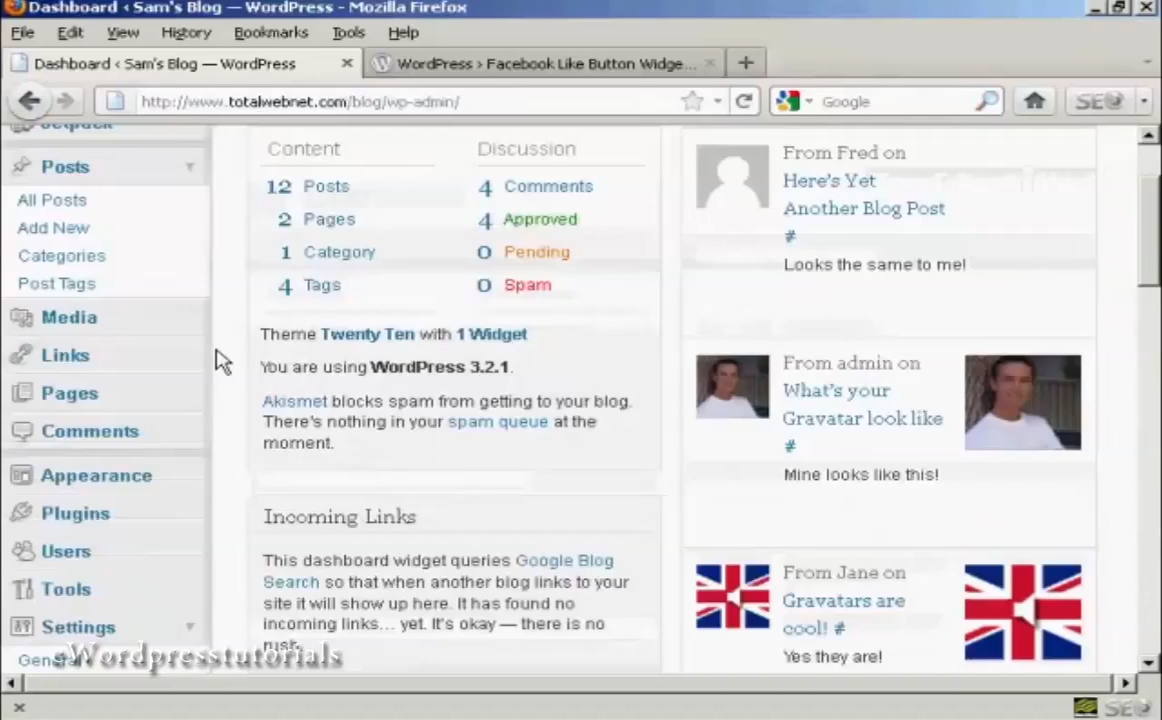 Dashboard ‹ Sam's Blog — WordPress - Mozilla Firefox
File Edit View History Bookmarks Tools Help
Dashboard ‹ Sam's Blog — WordPress
WordPress › Facebook Like Button Widge...
http://www.totalwebnet.com/blog/wp-admin/
Google
SEO
Jetpack
Posts
All Posts
Add New
Categories
Post Tags
Media
Links
Pages
Comments
Appearance
Plugins
Users
Tools
Settings
General
eWordpresstutorials
Content
12 Posts
2 Pages
1 Category
4 Tags
Discussion
4 Comments
4 Approved
0 Pending
0 Spam
Theme Twenty Ten with 1 Widget
You are using WordPress 3.2.1.
Akismet blocks spam from getting to your blog.
There's nothing in your spam queue at the
moment.
Incoming Links
This dashboard widget queries Google Blog
Search so that when another blog links to your
site it will show up here. It has found no
incoming links… yet. It's okay — there is no
rush.
From Fred on
Here's Yet
Another Blog Post
#
Looks the same to me!
From admin on
What's your
Gravatar look like
#
Mine looks like this!
From Jane on
Gravatars are
cool! #
Yes they are!
SEO